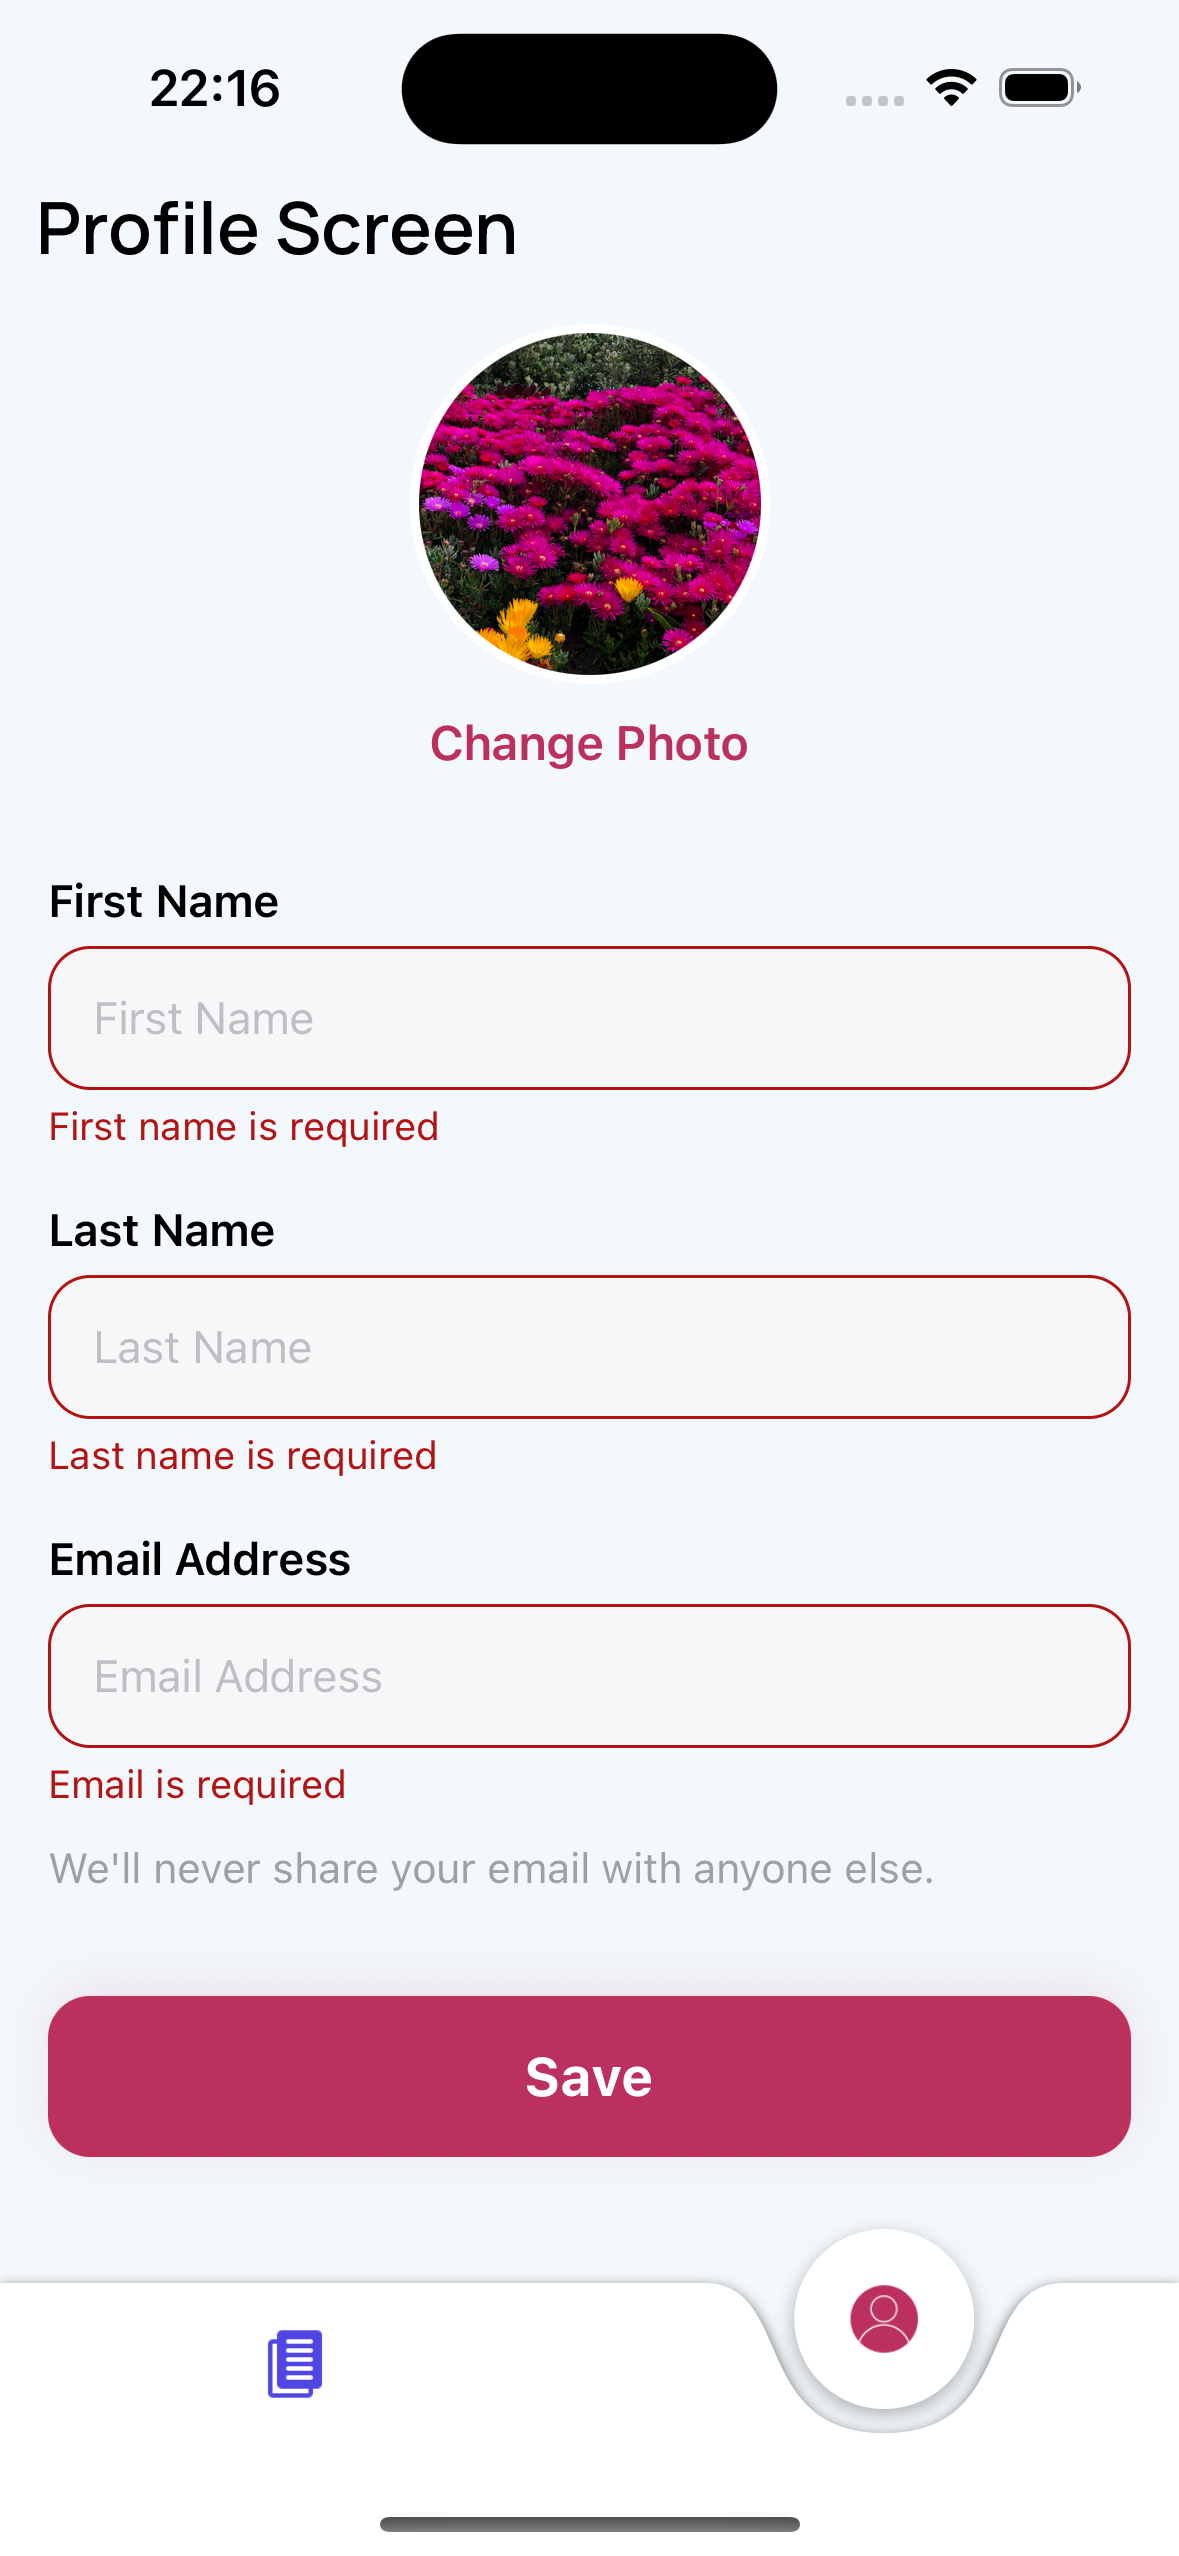 22:16
Profile Screen
Change Photo
First Name
First Name
First name is required
Last Name
Last Name
Last name is required
Email Address
Email Address
Email is required
We'll never share your email with anyone else.
Save